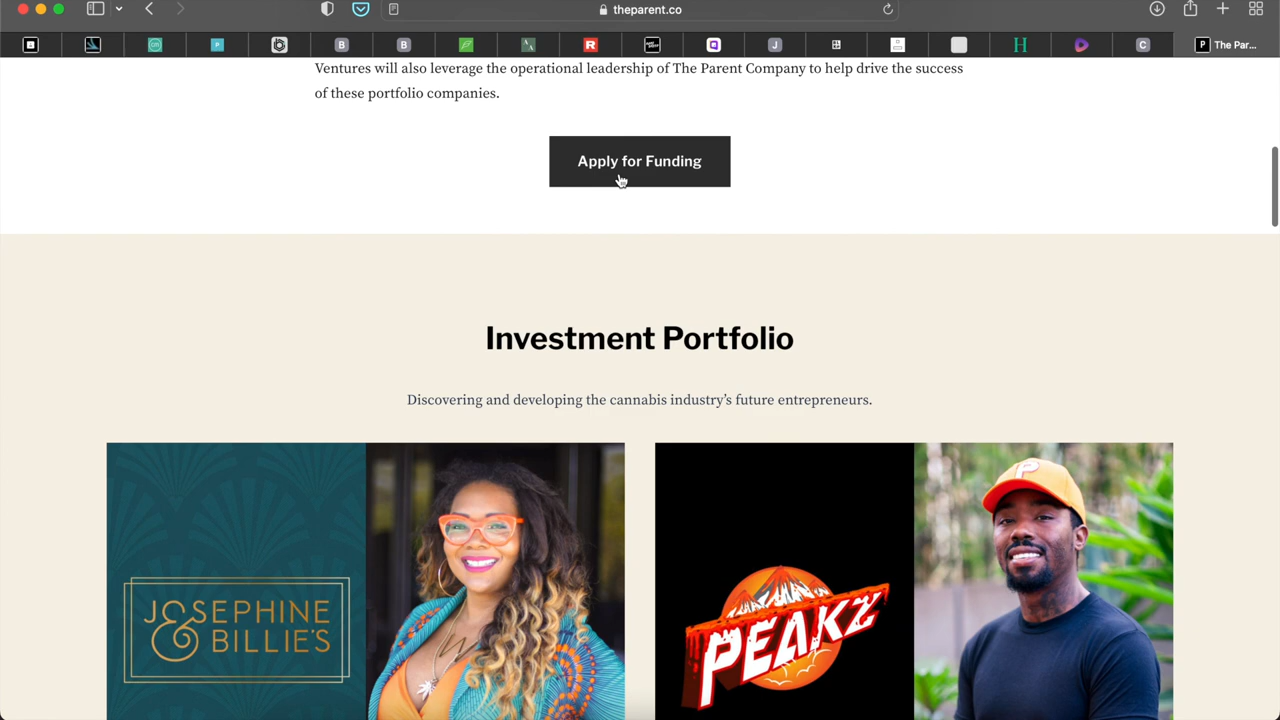 theparent.co
The Par...
Ventures will also leverage the operational leadership of The Parent Company to help drive the success
of these portfolio companies.
Apply for Funding
Investment Portfolio
Discovering and developing the cannabis industry’s future entrepreneurs.
JOSEPHINE
& BILLIE'S
PEAKZ
P